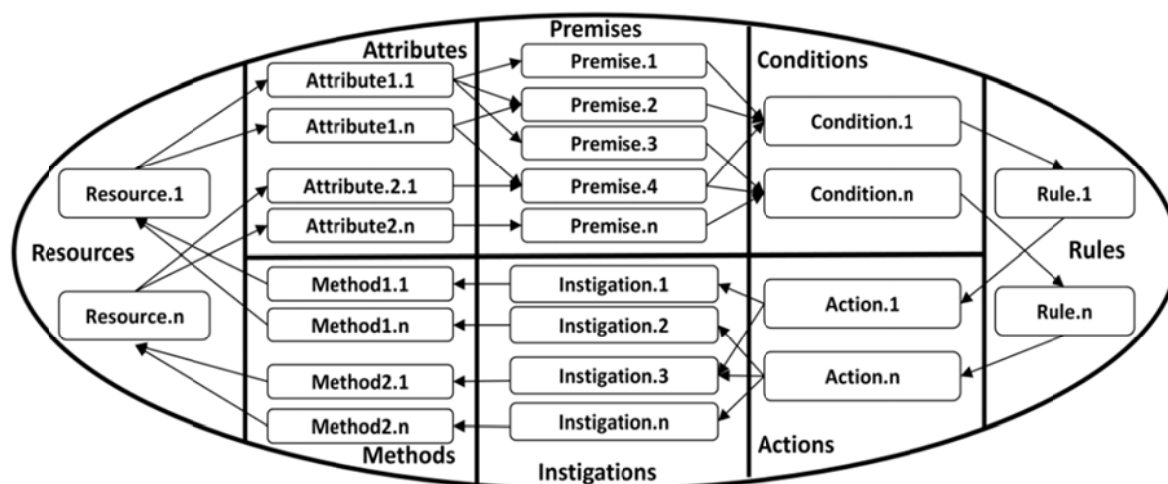 Premises
Attributes
Conditions
Attribute1.1
Attribute1.n
Attribute.2.1
Attribute2.n
Premise.1
Premise.2
Premise.3
Premise.4
Premise.n
Condition.1
Condition.n
Resource.1
Resources
Resource.n
Rule.1
Rules
Rule.n
Method1.1
Method1.n
Method2.1
Method2.n
Methods
Instigation.1
Instigation.2
Instigation.3
Instigation.n
Instigations
Action.1
Action.n
Actions